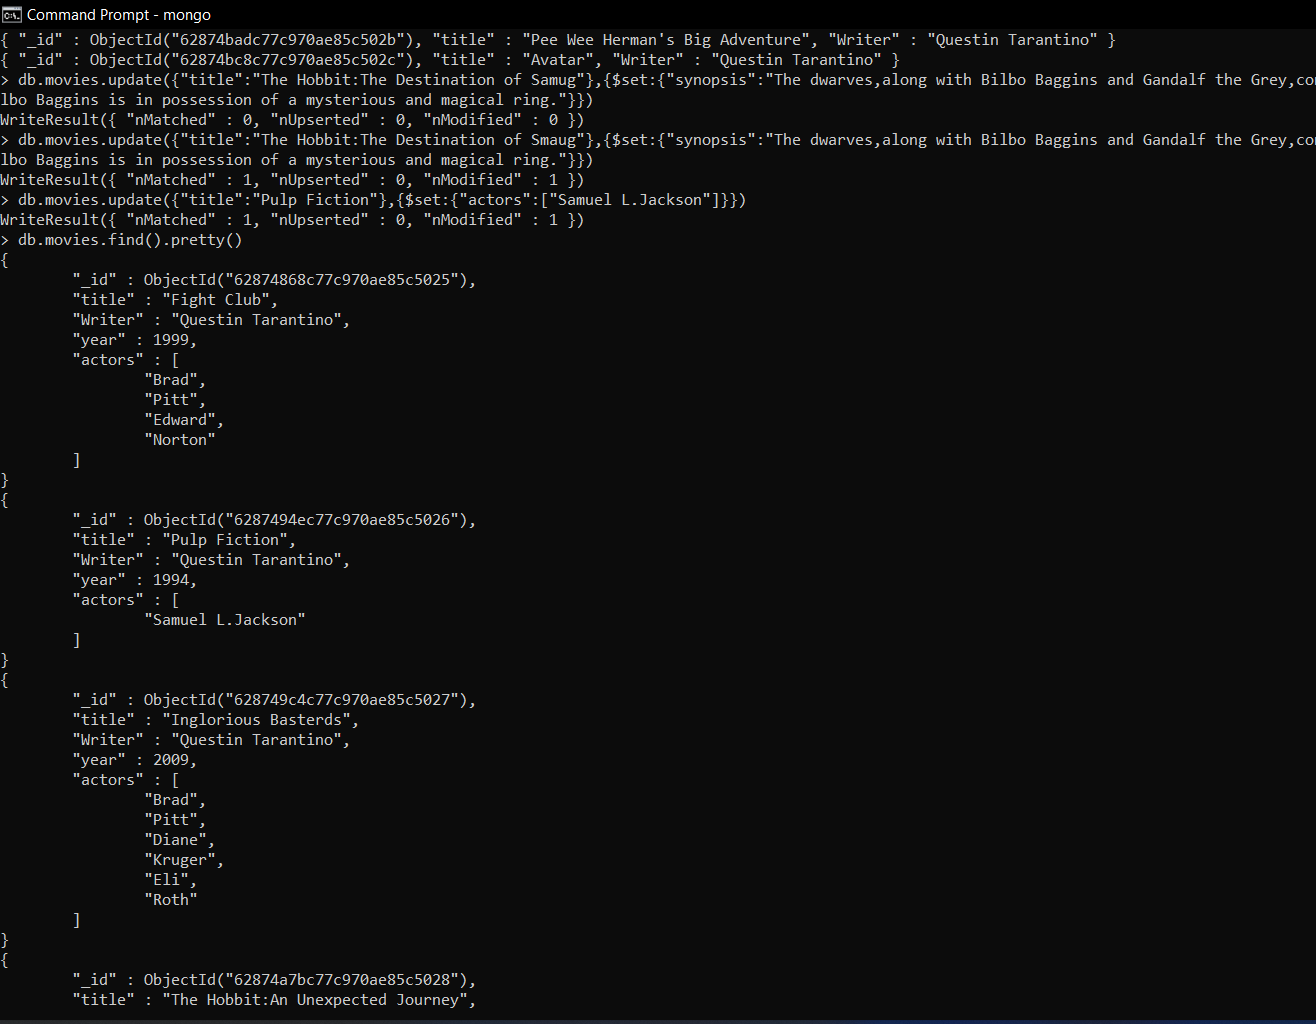 Command Prompt - mongo
{ "_id" : ObjectId("62874badc77c970ae85c502b"), "title" : "Pee Wee Herman's Big Adventure", "Writer" : "Questin Tarantino" }
{ "_id" : ObjectId("62874bc8c77c970ae85c502c"), "title" : "Avatar", "Writer" : "Questin Tarantino" }
> db.movies.update({"title":"The Hobbit:The Destination of Samug"},{$set:{"synopsis":"The dwarves,along with Bilbo Baggins and Gandalf the Grey,con
lbo Baggins is in possession of a mysterious and magical ring."}})
WriteResult({ "nMatched" : 0, "nUpserted" : 0, "nModified" : 0 })
> db.movies.update({"title":"The Hobbit:The Destination of Smaug"},{$set:{"synopsis":"The dwarves,along with Bilbo Baggins and Gandalf the Grey,con
lbo Baggins is in possession of a mysterious and magical ring."}})
WriteResult({ "nMatched" : 1, "nUpserted" : 0, "nModified" : 1 })
> db.movies.update({"title":"Pulp Fiction"},{$set:{"actors":["Samuel L.Jackson"]}})
WriteResult({ "nMatched" : 1, "nUpserted" : 0, "nModified" : 1 })
> db.movies.find().pretty()
{
"_id" : ObjectId("62874868c77c970ae85c5025"),
"title" : "Fight Club",
"Writer" : "Questin Tarantino",
"year" : 1999,
"actors" : [
"Brad",
"Pitt",
"Edward",
"Norton"
]
}
{
"_id" : ObjectId("6287494ec77c970ae85c5026"),
"title" : "Pulp Fiction",
"Writer" : "Questin Tarantino",
"year" : 1994,
"actors" : [
"Samuel L.Jackson"
]
}
{
"_id" : ObjectId("628749c4c77c970ae85c5027"),
"title" : "Inglorious Basterds",
"Writer" : "Questin Tarantino",
"year" : 2009,
"actors" : [
"Brad",
"Pitt",
"Diane",
"Kruger",
"Eli",
"Roth"
]
}
{
"_id" : ObjectId("62874a7bc77c970ae85c5028"),
"title" : "The Hobbit:An Unexpected Journey",